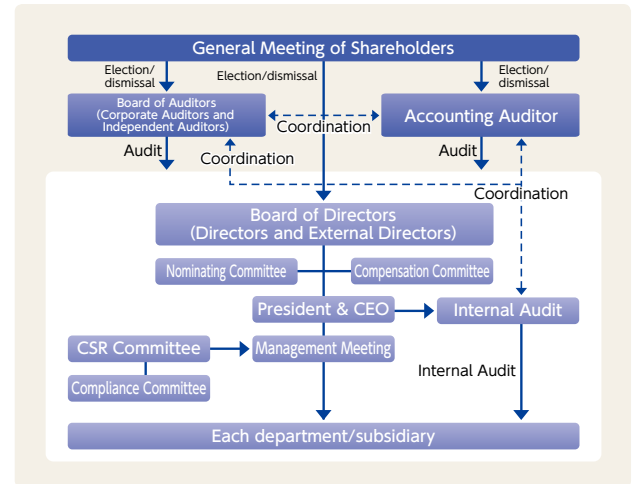 General Meeting of Shareholders
Election/
dismissal
Election/dismissal
Election/
dismissal
Board of Auditors
(Corporate Auditors and
Independent Auditors)
Coordination
Accounting Auditor
Audit
Coordination
Audit
Coordination
Board of Directors
(Directors and External Directors)
Nominating Committee
Compensation Committee
President & CEO
Internal Audit
CSR Committee
Management Meeting
Compliance Committee
Internal Audit
Each department/subsidiary